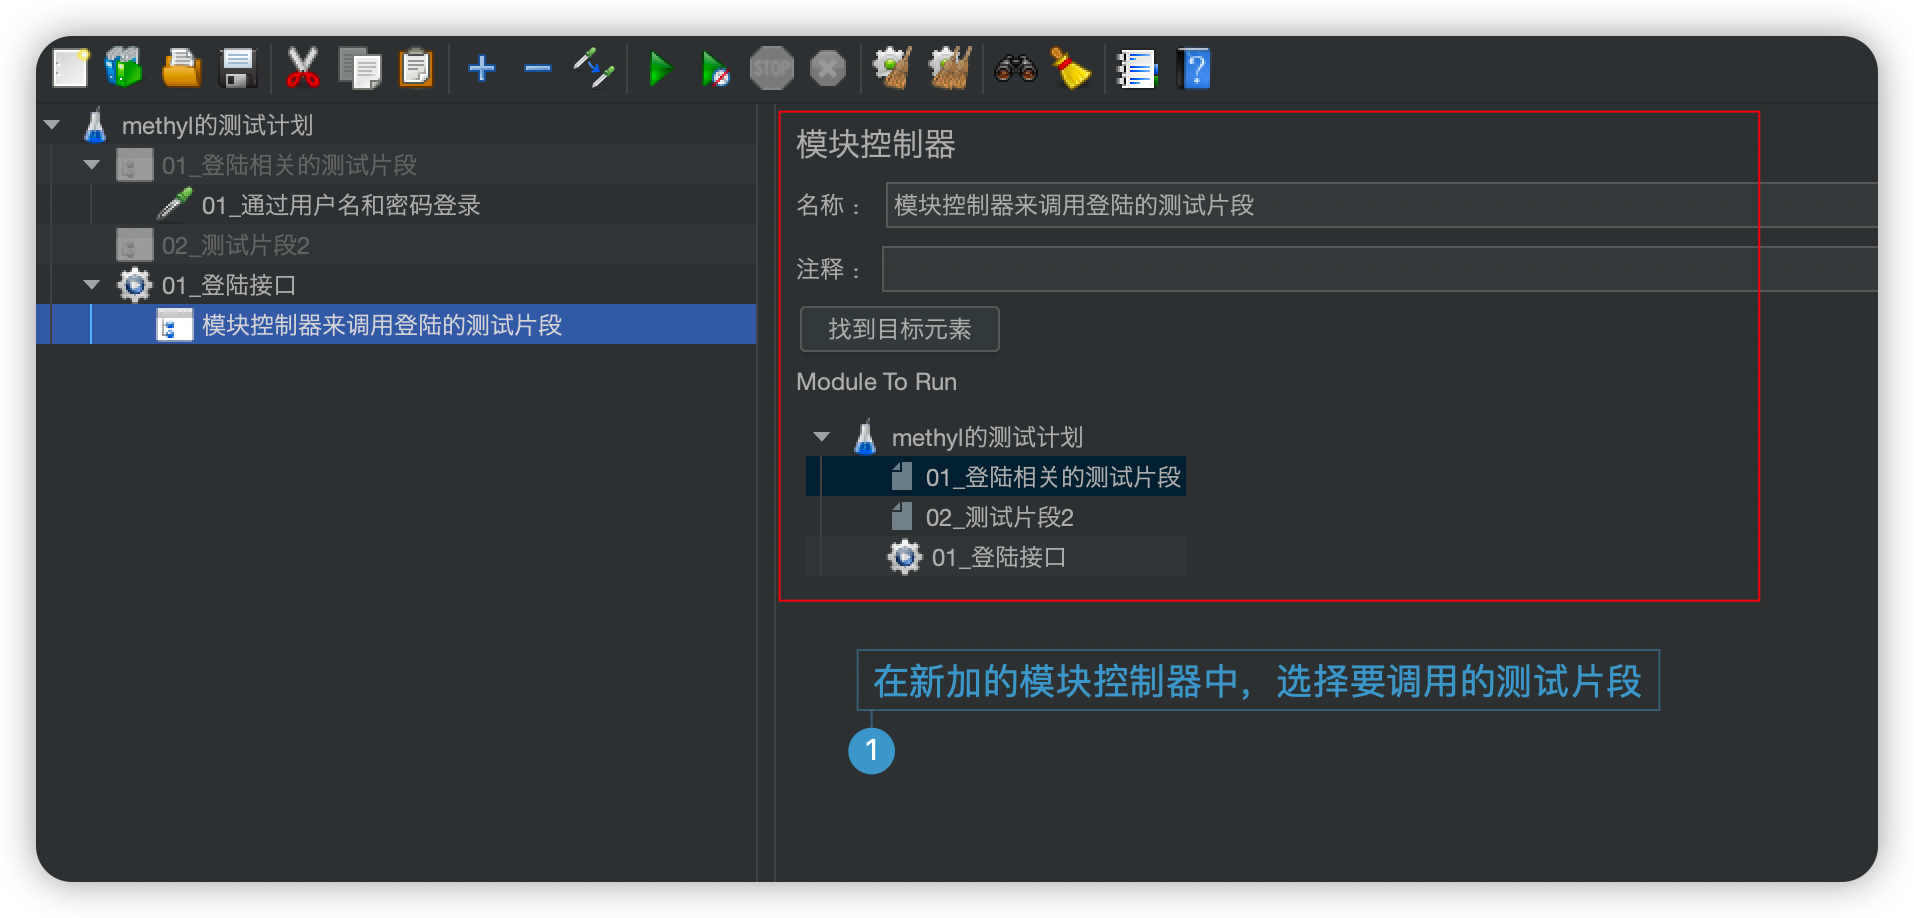 STOP
methyl的测试计划
01_登陆相关的测试片段
01_通过用户名和密码登录
02_测试片段2
01_登陆接口
模块控制器来调用登陆的测试片段
模块控制器
名称：
模块控制器来调用登陆的测试片段
注释：
找到目标元素
Module To Run
methyl的测试计划
01_登陆相关的测试片段
02_测试片段2
01_登陆接口
在新加的模块控制器中，选择要调用的测试片段
1